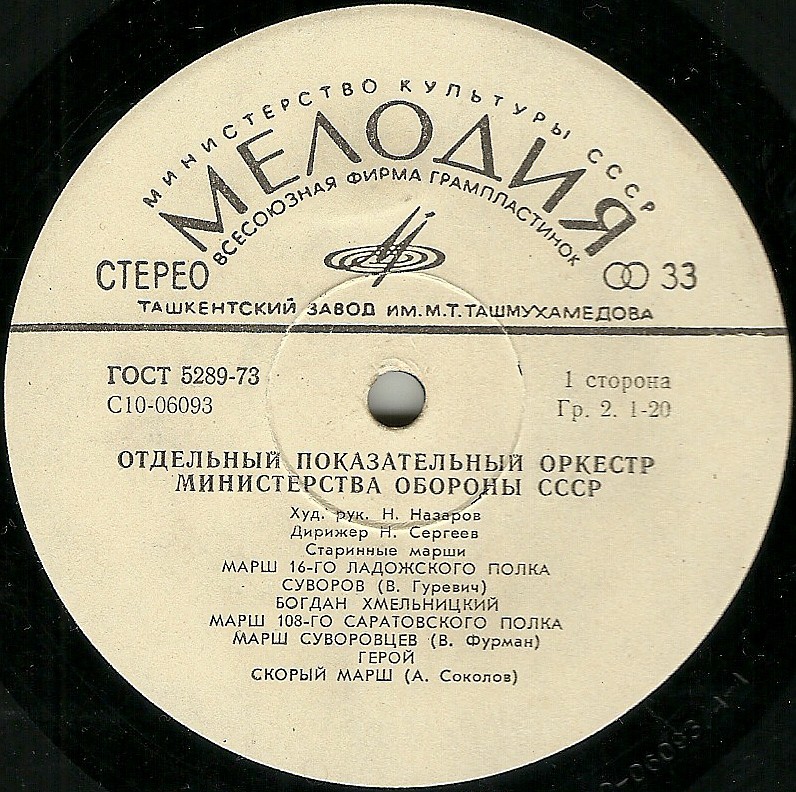 МИНИСТЕРСТВО КУЛЬТУРЫ СССР
МЕЛОДИЯ
ВСЕСОЮЗНАЯ ФИРМА ГРАМПЛАСТИНОК
СТЕРЕО 33
ТАШКЕНТСКИЙ ЗАВОД ИМ. М.Т. ТАШМУХАМЕДОВА
ГОСТ 5289-73
С10-06093
1 сторона
Гр. 2. 1-20
ОТДЕЛЬНЫЙ ПОКАЗАТЕЛЬНЫЙ ОРКЕСТР
МИНИСТЕРСТВА ОБОРОНЫ СССР
Худ. рук. Н. Назаров
Дирижер Н. Сергеев
Старинные марши
МАРШ 16-ГО ЛАДОЖСКОГО ПОЛКА
СУВОРОВ (В. Гуревич)
БОГДАН ХМЕЛЬНИЦКИЙ
МАРШ 108-ГО САРАТОВСКОГО ПОЛКА
МАРШ СУВОРОВЦЕВ (В. Фурман)
ГЕРОЙ
СКОРЫЙ МАРШ (А. Соколов)